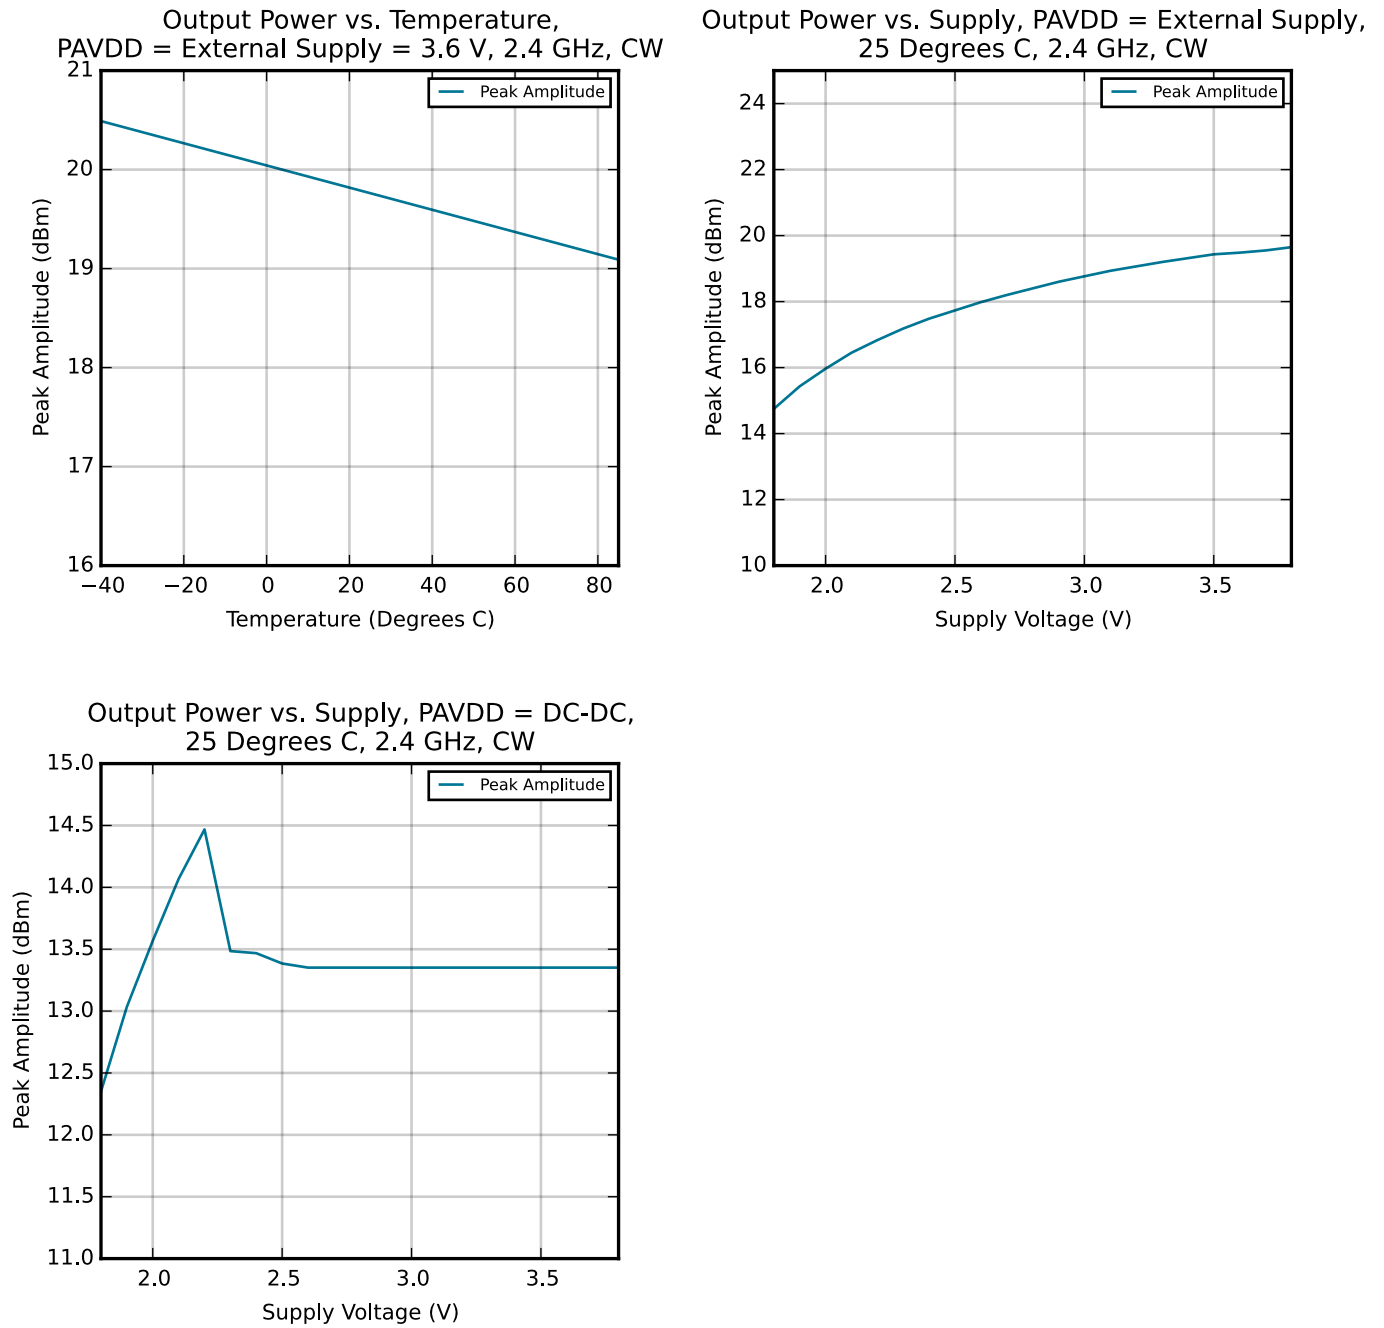 Output Power vs. Temperature,
PAVDD = External Supply = 3.6 V, 2.4 GHz, CW
Peak Amplitude
21
20
19
18
17
16
Peak Amplitude (dBm)
−40 −20 0 20 40 60 80
Temperature (Degrees C)
Output Power vs. Supply, PAVDD = External Supply,
25 Degrees C, 2.4 GHz, CW
Peak Amplitude
24
22
20
18
16
14
12
10
Peak Amplitude (dBm)
2.0 2.5 3.0 3.5
Supply Voltage (V)
Output Power vs. Supply, PAVDD = DC-DC,
25 Degrees C, 2.4 GHz, CW
Peak Amplitude
15.0
14.5
14.0
13.5
13.0
12.5
12.0
11.5
11.0
Peak Amplitude (dBm)
2.0 2.5 3.0 3.5
Supply Voltage (V)